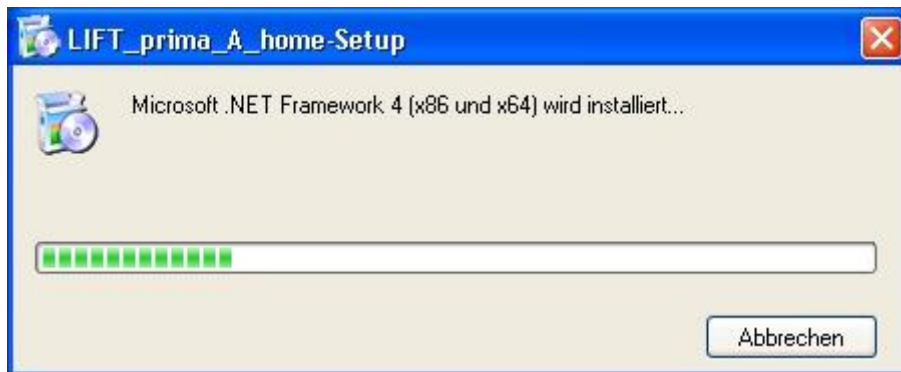 LIFT_prima_A_home-Setup
Microsoft .NET Framework 4 (x86 und x64) wird installiert...
Abbrechen